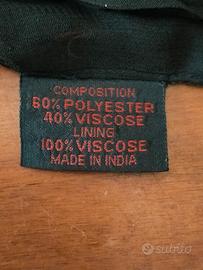 COMPOSITION
60% POLYESTER
40% VISCOSE
LINING
100% VISCOSE
MADE IN INDIA
subito